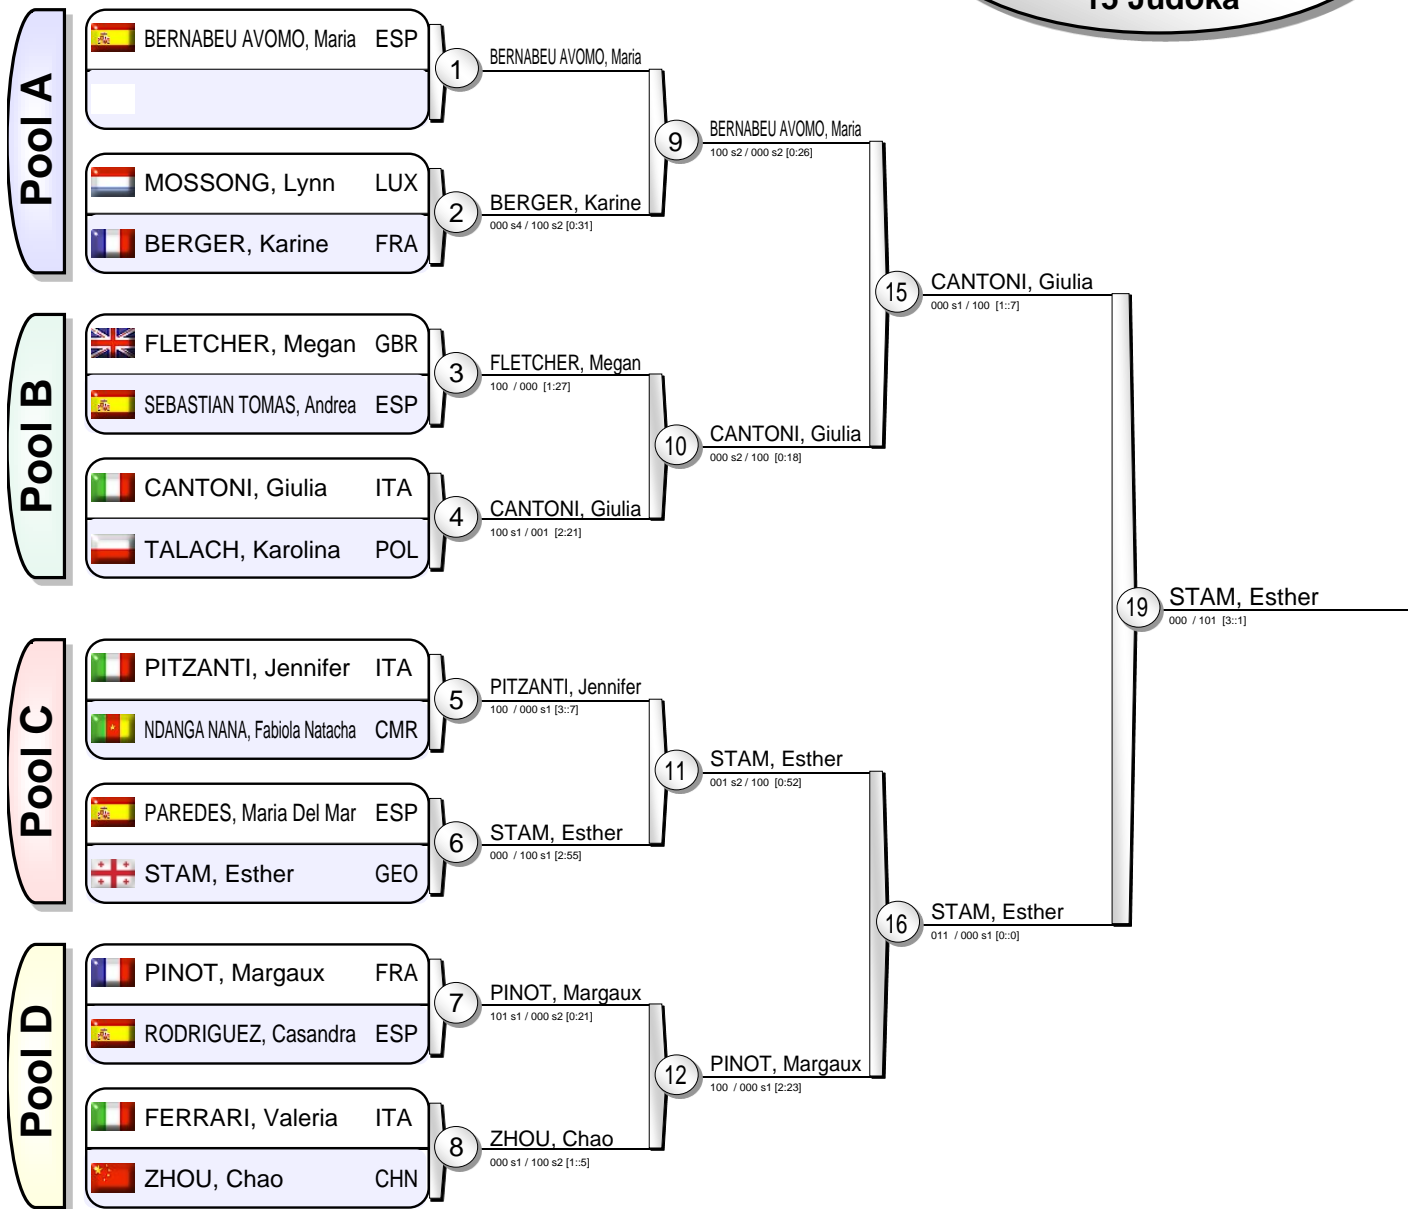 15 Judoka
Pool A
BERNABEU AVOMO, Maria ESP
1
BERNABEU AVOMO, Maria
MOSSONG, Lynn LUX
BERGER, Karine FRA
2
BERGER, Karine
000 s4 / 100 s2 [0:31]
9
BERNABEU AVOMO, Maria
100 s2 / 000 s2 [0:26]
Pool B
FLETCHER, Megan GBR
SEBASTIAN TOMAS, Andrea ESP
3
FLETCHER, Megan
100 / 000 [1:27]
CANTONI, Giulia ITA
TALACH, Karolina POL
4
CANTONI, Giulia
100 s1 / 001 [2:21]
10
CANTONI, Giulia
000 s2 / 100 [0:18]
15
CANTONI, Giulia
000 s1 / 100 [1::7]
Pool C
PITZANTI, Jennifer ITA
NDANGA NANA, Fabiola Natacha CMR
5
PITZANTI, Jennifer
100 / 000 s1 [3::7]
PAREDES, Maria Del Mar ESP
STAM, Esther GEO
6
STAM, Esther
000 / 100 s1 [2:55]
11
STAM, Esther
001 s2 / 100 [0:52]
Pool D
PINOT, Margaux FRA
RODRIGUEZ, Casandra ESP
7
PINOT, Margaux
101 s1 / 000 s2 [0:21]
FERRARI, Valeria ITA
ZHOU, Chao CHN
8
ZHOU, Chao
000 s1 / 100 s2 [1::5]
12
PINOT, Margaux
100 / 000 s1 [2:23]
16
STAM, Esther
011 / 000 s1 [0::0]
19
STAM, Esther
000 / 101 [3::1]